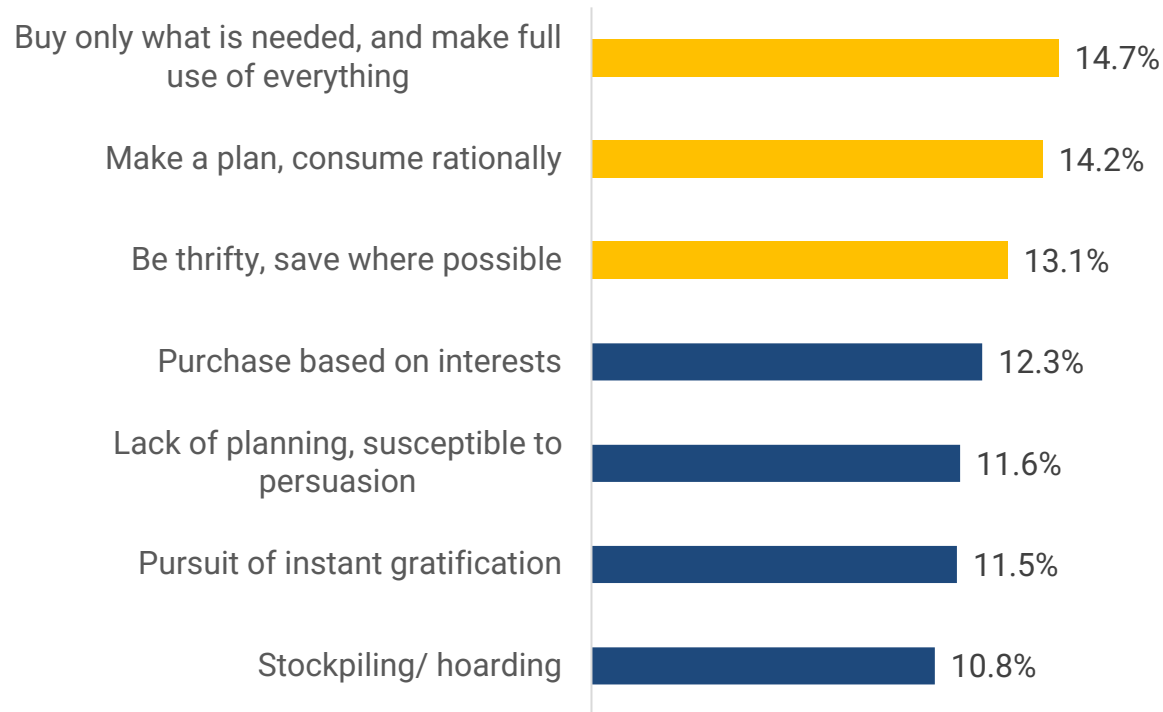 Buy only what is needed, and make full
use of everything
14.7%
Make a plan, consume rationally
14.2%
Be thrifty, save where possible
13.1%
Purchase based on interests
12.3%
Lack of planning, susceptible to
persuasion
11.6%
Pursuit of instant gratification
11.5%
Stockpiling/ hoarding
10.8%